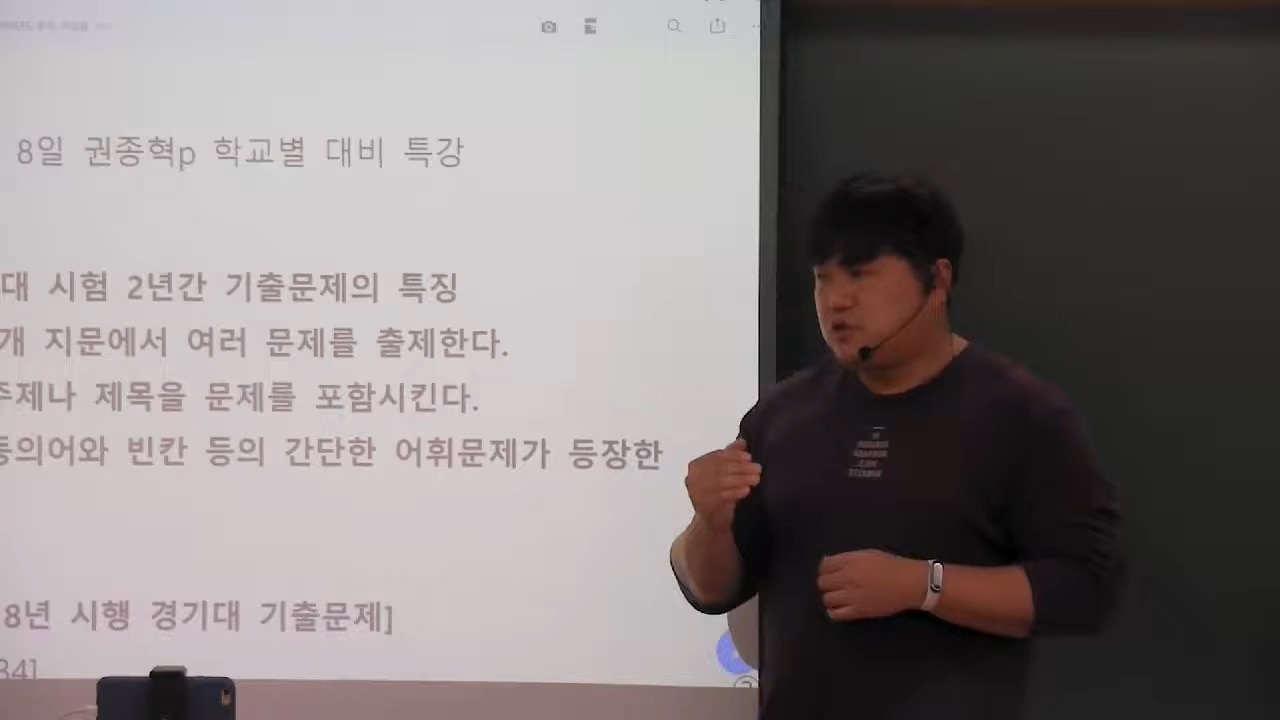 8일 권종혁p 학교별 대비 특강
대 시험 2년간 기출문제의 특징
개 지문에서 여러 문제를 출제한다.
주제나 제목을 문제를 포함시킨다.
동의어와 빈칸 등의 간단한 어휘문제가 등장한
8년 시행 경기대 기출문제]
34]